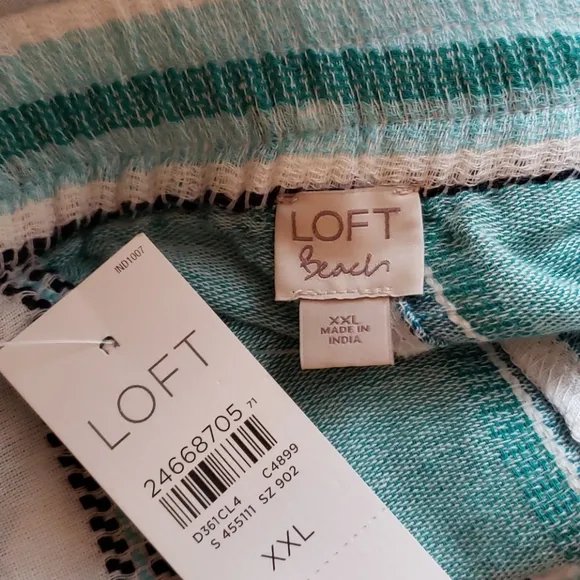 LOFT
Beach
XXL
MADE IN
INDIA
IND1007
LOFT
24668705 71
D361CL4 C4899
S 455111 SZ 902
XXL